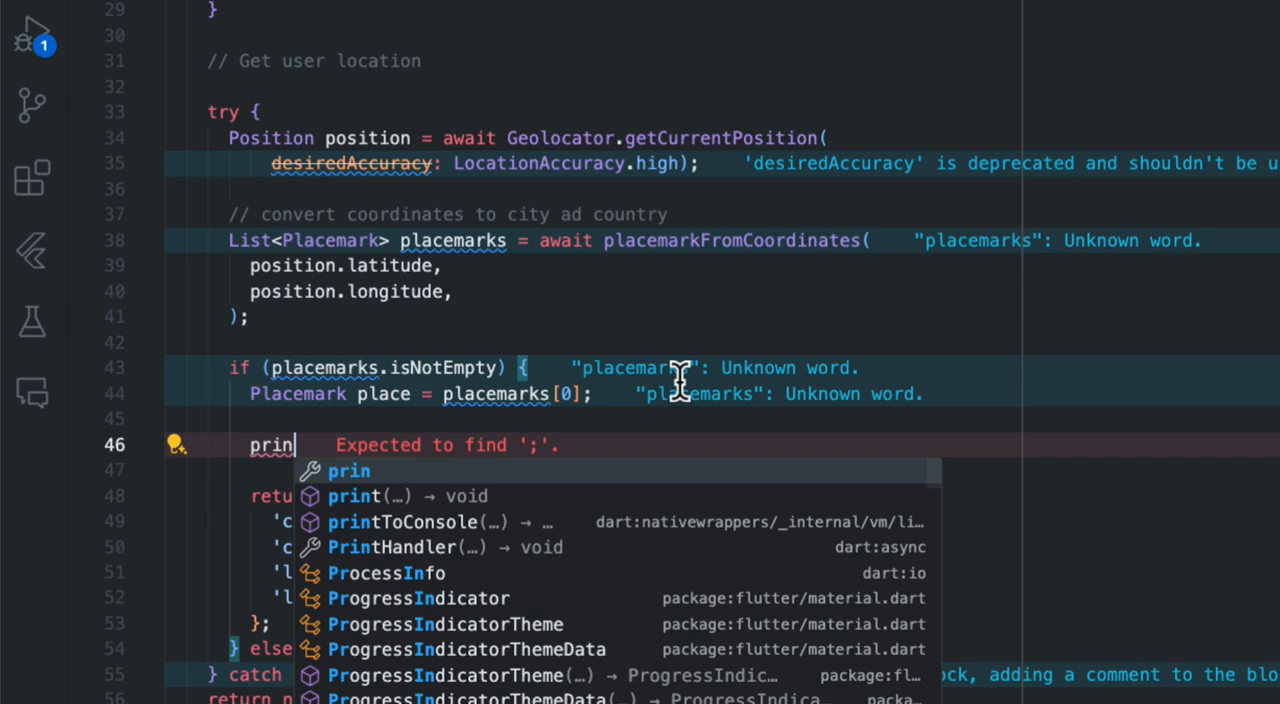 1
29 }
30
31 // Get user location
32
33 try {
34 Position position = await Geolocator.getCurrentPosition(
35 desiredAccuracy: LocationAccuracy.high); 'desiredAccuracy' is deprecated and shouldn't be u
36
37 // convert coordinates to city ad country
38 List<Placemark> placemarks = await placemarkFromCoordinates( "placemarks": Unknown word.
39 position.latitude,
40 position.longitude,
41 );
42
43 if (placemarks.isNotEmpty) { "placemarks": Unknown word.
44 Placemark place = placemarks[0]; "placemarks": Unknown word.
45
46 prin Expected to find ';'.
47 prin
48 retu print(…) → void
49 'c printToConsole(…) → … dart:nativewrappers/_internal/vm/li…
50 'c PrintHandler(…) → void dart:async
51 'l ProcessInfo dart:io
52 'l ProgressIndicator package:flutter/material.dart
53 }; ProgressIndicatorTheme package:flutter/material.dart
54 } else ProgressIndicatorThemeData package:flutter/material.dart
55 } catch ProgressIndicatorTheme(…) → ProgressIndic… package:fl… ock, adding a comment to the blo
56 return n ProgressIndicatorThemeData(…) → ProgressIndica… packa…